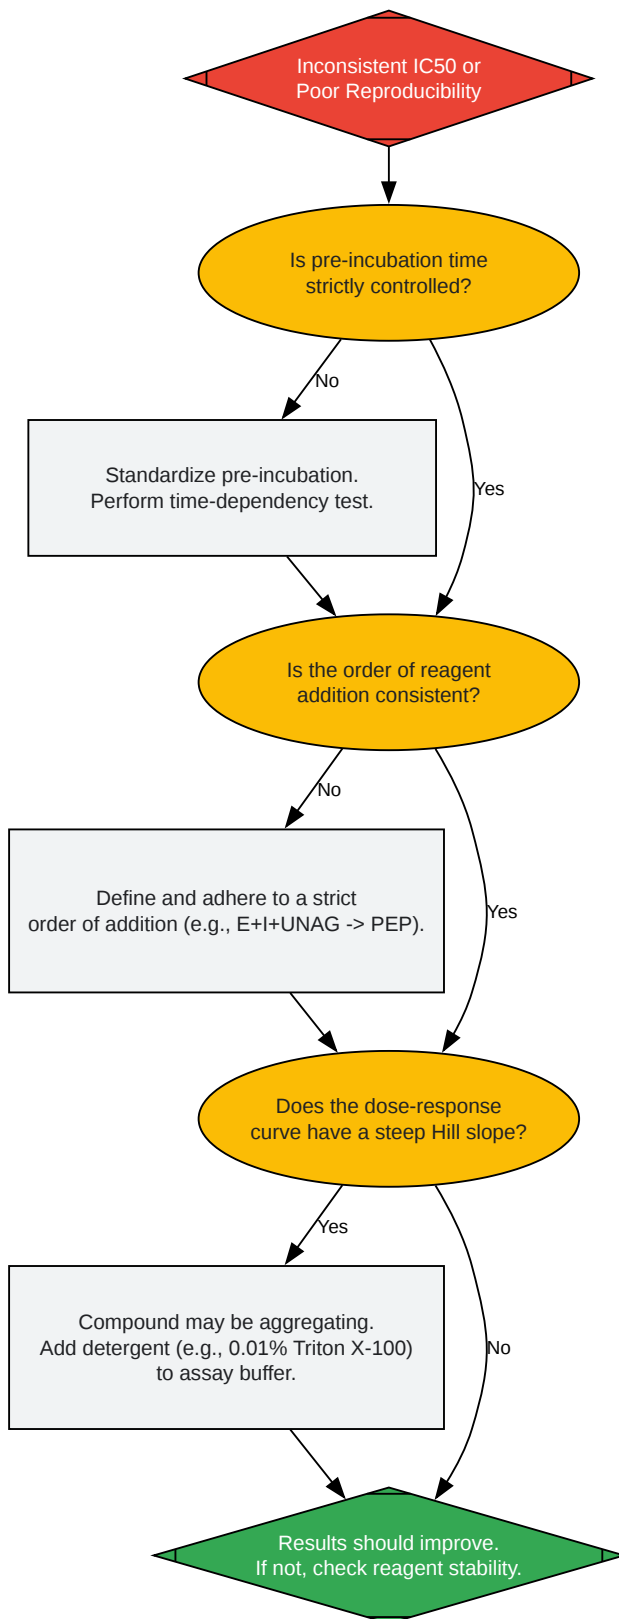 Inconsistent IC50 or
Poor Reproducibility
Is pre-incubation time
strictly controlled?
No
Standardize pre-incubation.
Perform time-dependency test.
Yes
Is the order of reagent
addition consistent?
No
Define and adhere to a strict
order of addition (e.g., E+I+UNAG -> PEP).
Yes
Does the dose-response
curve have a steep Hill slope?
Yes
Compound may be aggregating.
Add detergent (e.g., 0.01% Triton X-100)
to assay buffer.
No
Results should improve.
If not, check reagent stability.